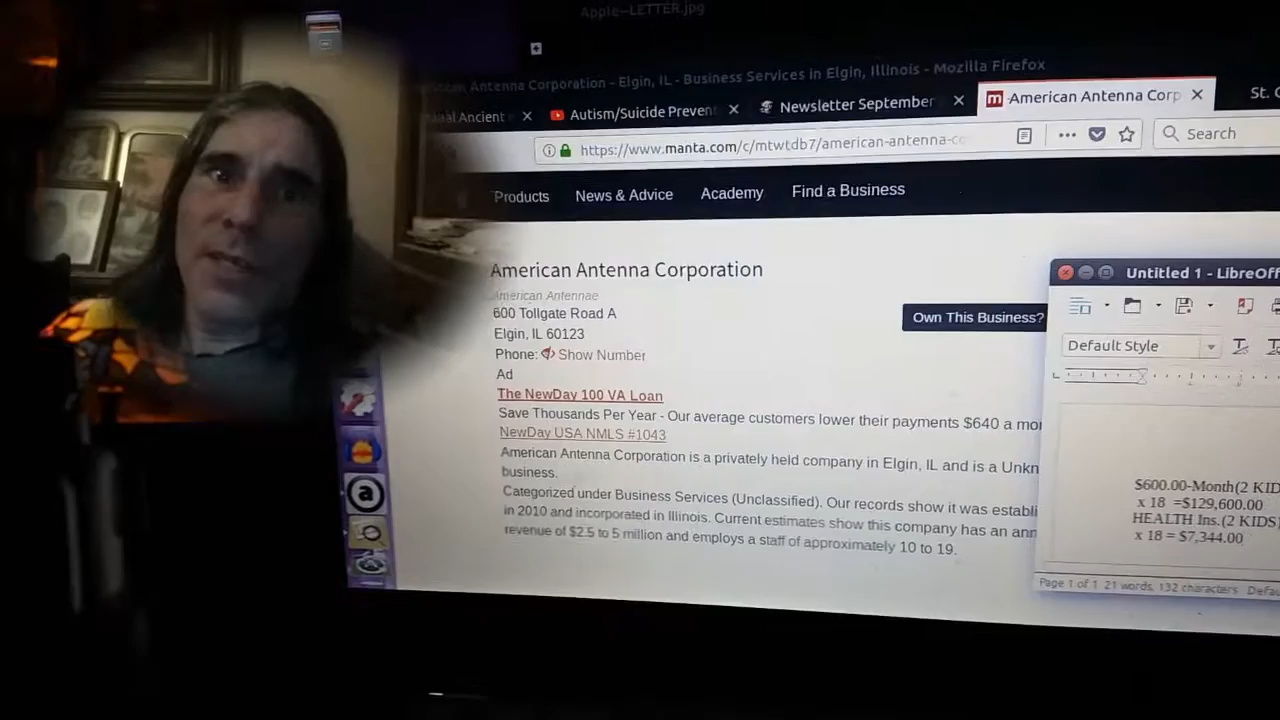 Apple--LETTER.jpg
Antenna Corporation - Elgin, IL - Business Services in Elgin, Illinois - Mozilla Firefox
Ancient
Autism/Suicide Preven
Newsletter September
American Antenna Corp
St.
https://www.manta.com/c/mtwtdb7/american-antenna-co
Search
Products
News & Advice
Academy
Find a Business
American Antenna Corporation
American Antennae
600 Tollgate Road A
Elgin, IL 60123
Phone: Show Number
Own This Business?
Ad
The NewDay 100 VA Loan
Save Thousands Per Year - Our average customers lower their payments $640 a mo
NewDay USA NMLS #1043
American Antenna Corporation is a privately held company in Elgin, IL and is a Unkn
business.
Categorized under Business Services (Unclassified). Our records show it was establi
in 2010 and incorporated in Illinois. Current estimates show this company has an ann
revenue of $2.5 to 5 million and employs a staff of approximately 10 to 19.
Untitled 1 - LibreOff
Default Style
$600.00-Month(2 KID
x 18 =$129,600.00
HEALTH Ins.(2 KIDS)
x 18 = $7,344.00
Page 1 of 1 21 words, 132 characters Defau